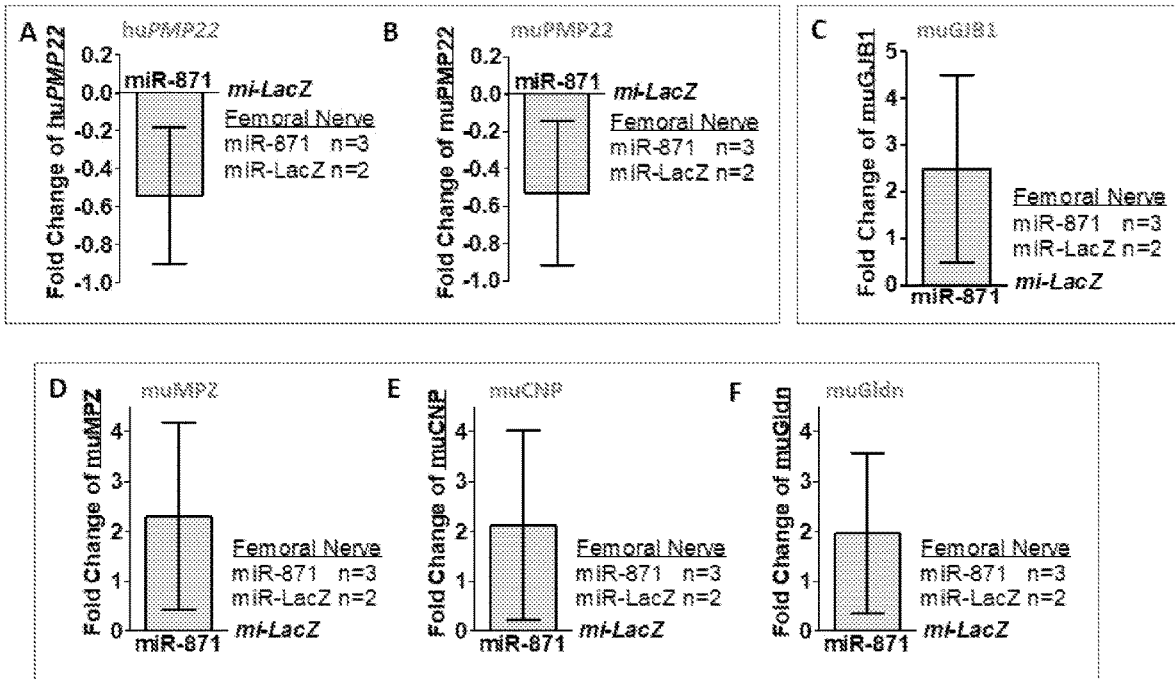 A
huPMP22
Fold Change of huPMP22
0.2
0.0
-0.2
-0.4
-0.6
-0.8
-1.0
miR-871
mi-LacZ
Femoral Nerve
miR-871 n=3
miR-LacZ n=2
B
muPMP22
Fold Change of muPMP22
0.2
0.0
-0.2
-0.4
-0.6
-0.8
-1.0
miR-871
mi-LacZ
Femoral Nerve
miR-871 n=3
miR-LacZ n=2
C
muGJB1
Fold Change of muGJB1
5
4
3
2
1
0
Femoral Nerve
miR-871 n=3
miR-LacZ n=2
mi-LacZ
miR-871
D
muMPZ
Fold Change of muMPZ
4
3
2
1
0
Femoral Nerve
miR-871 n=3
miR-LacZ n=2
mi-LacZ
miR-871
E
muCNP
Fold Change of muCNP
4
3
2
1
0
Femoral Nerve
miR-871 n=3
miR-LacZ n=2
mi-LacZ
miR-871
F
muGldn
Fold Change of muGldn
4
3
2
1
0
Femoral Nerve
miR-871 n=3
miR-LacZ n=2
mi-LacZ
miR-871